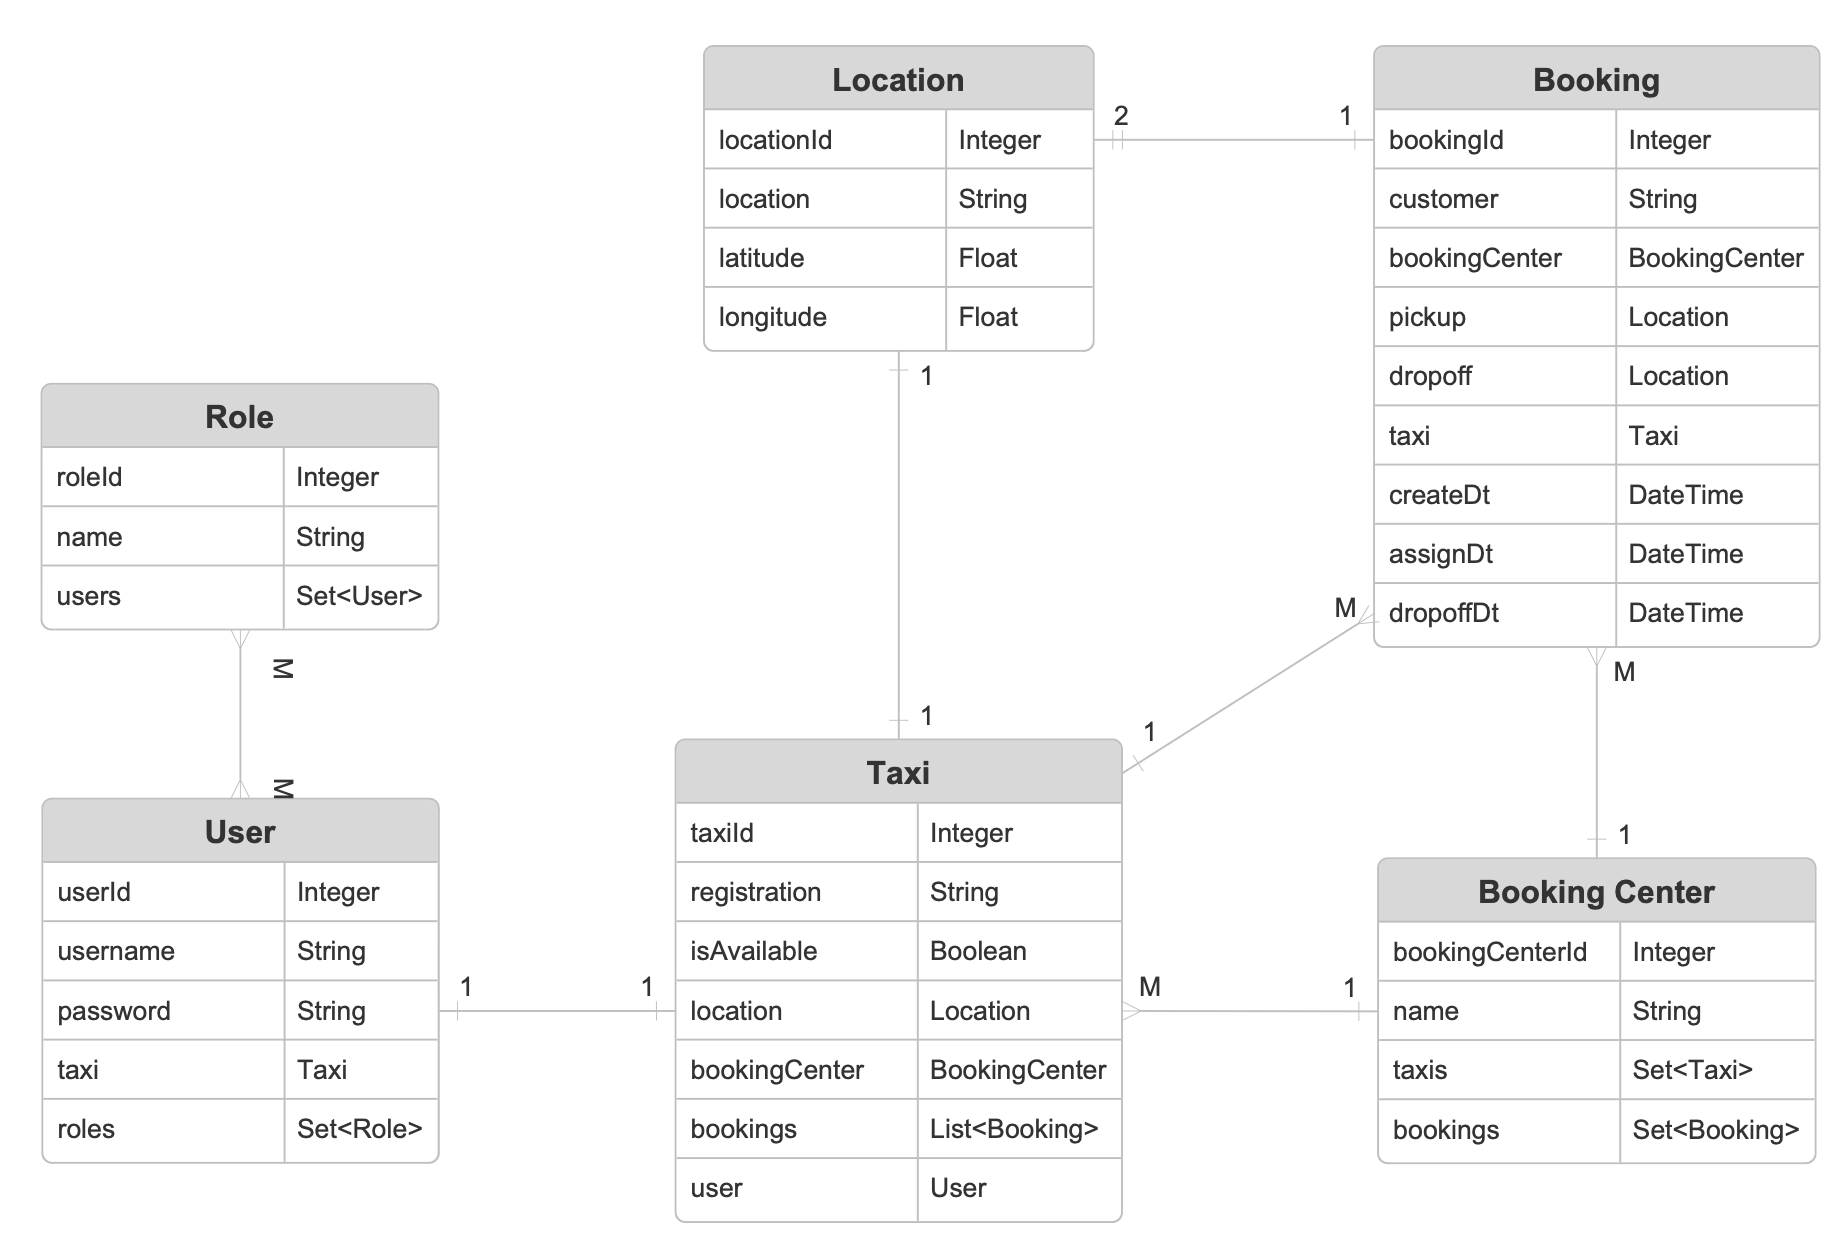 Location
locationId Integer
location String
latitude Float
longitude Float
2 1
Booking
bookingId Integer
customer String
bookingCenter BookingCenter
pickup Location
dropoff Location
taxi Taxi
createDt DateTime
assignDt DateTime
dropoffDt DateTime
1
1
Role
roleId Integer
name String
users Set<User>
M
M
User
userId Integer
username String
password String
taxi Taxi
roles Set<Role>
1 1
Taxi
taxiId Integer
registration String
isAvailable Boolean
location Location
bookingCenter BookingCenter
bookings List<Booking>
user User
M
1
M
1
M 1
Booking Center
bookingCenterId Integer
name String
taxis Set<Taxi>
bookings Set<Booking>